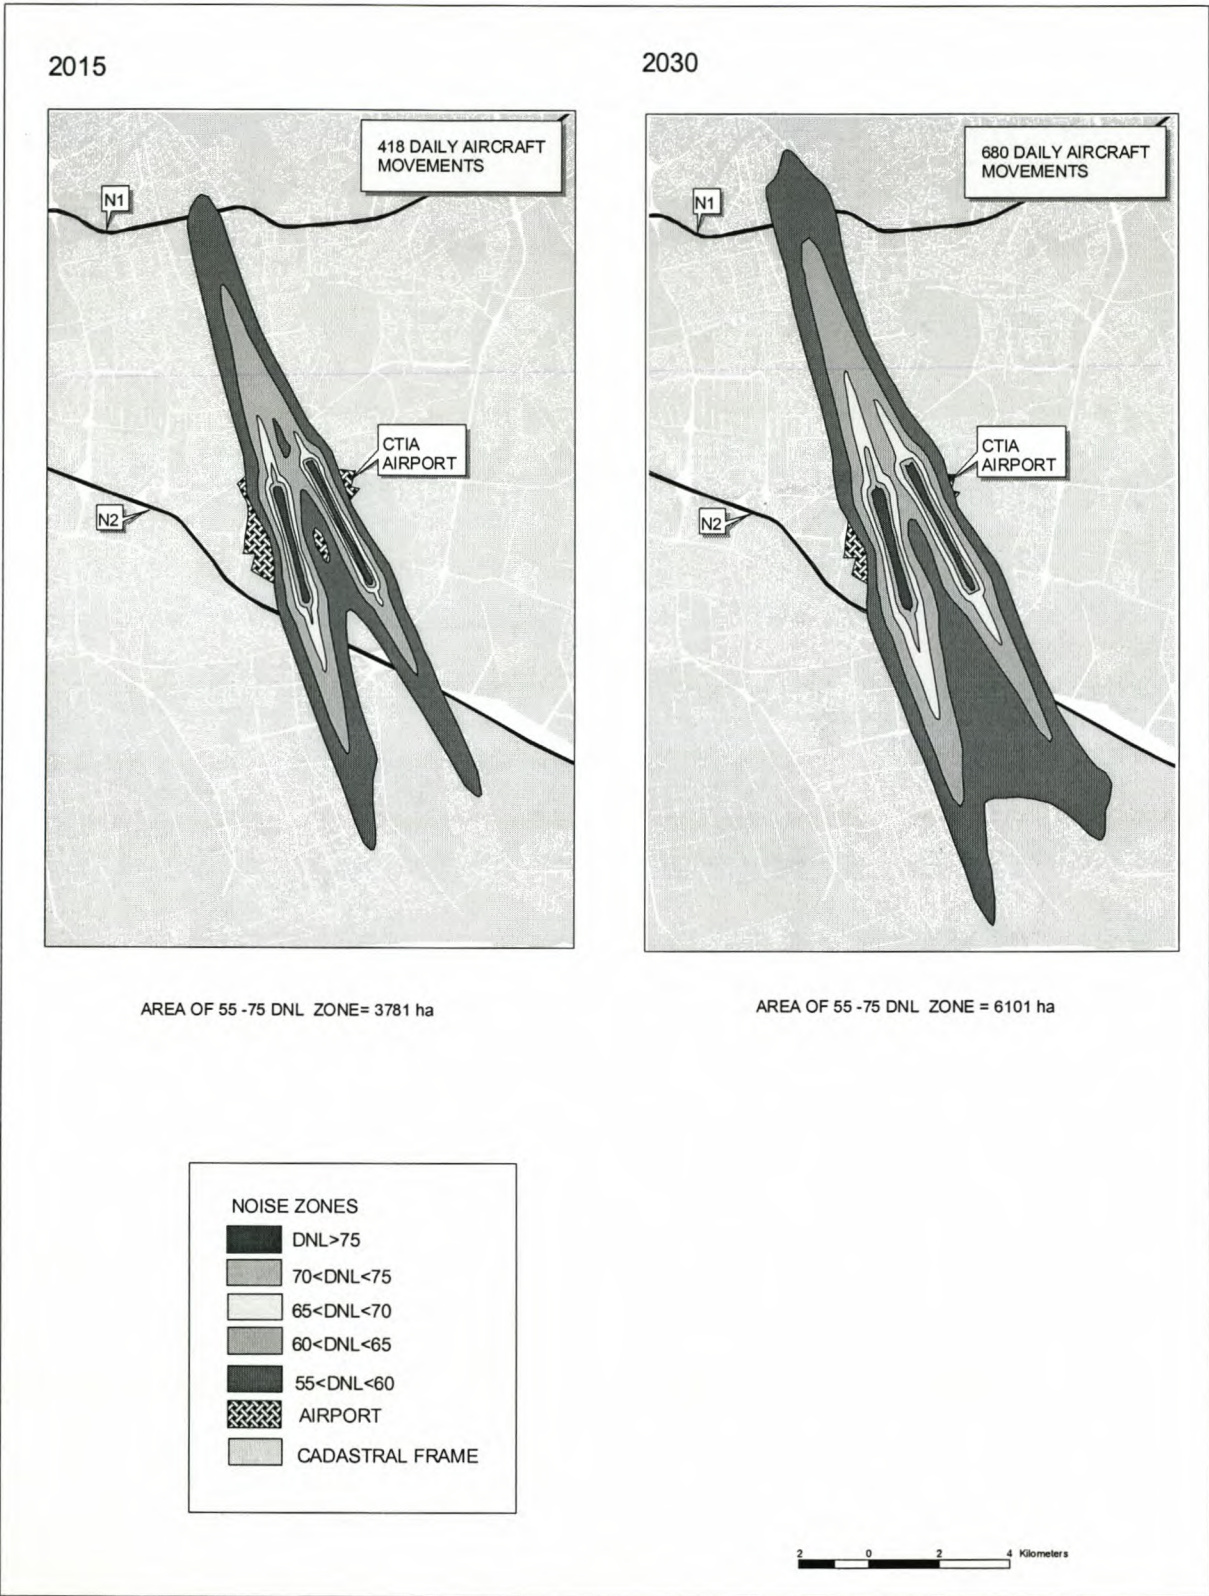 2015
418 DAILY AIRCRAFT
MOVEMENTS
N1
CTIA
AIRPORT
N2
AREA OF 55 -75 DNL ZONE= 3781 ha
2030
680 DAILY AIRCRAFT
MOVEMENTS
N1
CTIA
AIRPORT
N2
AREA OF 55 -75 DNL ZONE = 6101 ha
NOISE ZONES
DNL>75
70<DNL<75
65<DNL<70
60<DNL<65
55<DNL<60
AIRPORT
CADASTRAL FRAME
2 0 2 4 Kilometers